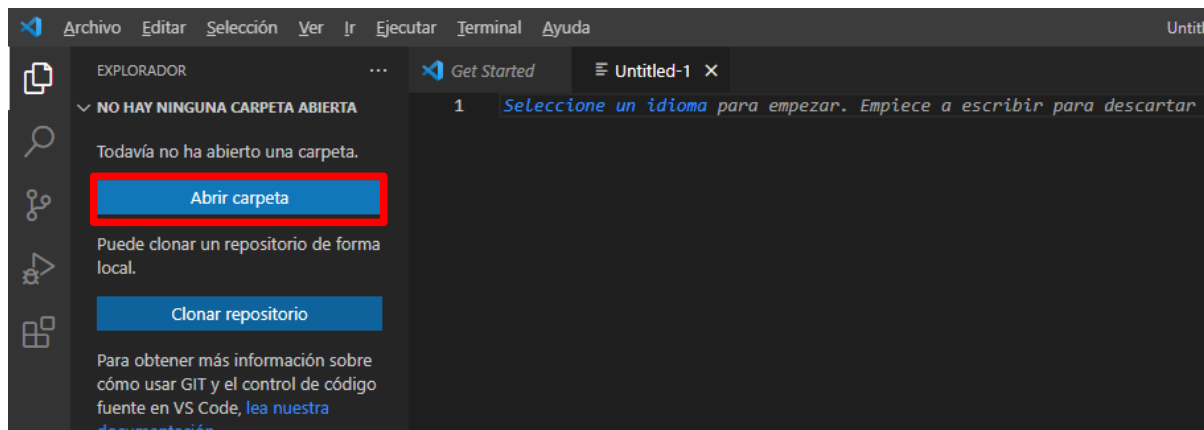 Archivo Editar Selección Ver Ir Ejecutar Terminal Ayuda
EXPLORADOR
NO HAY NINGUNA CARPETA ABIERTA
Todavía no ha abierto una carpeta.
Abrir carpeta
Puede clonar un repositorio de forma
local.
Clonar repositorio
Para obtener más información sobre
cómo usar GIT y el control de código
fuente en VS Code, lea nuestra
documentación
Get Started Untitled-1
1 Seleccione un idioma para empezar. Empiece a escribir para descartar